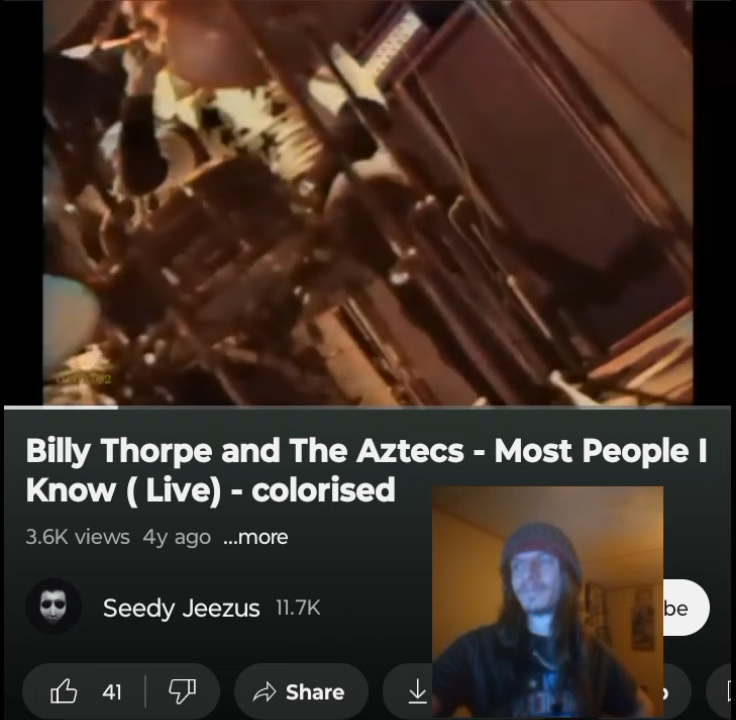 Billy Thorpe and The Aztecs - Most People I
Know ( Live) - colorised
3.6K views 4y ago ...more
Seedy Jeezus 11.7K
be
41 Share